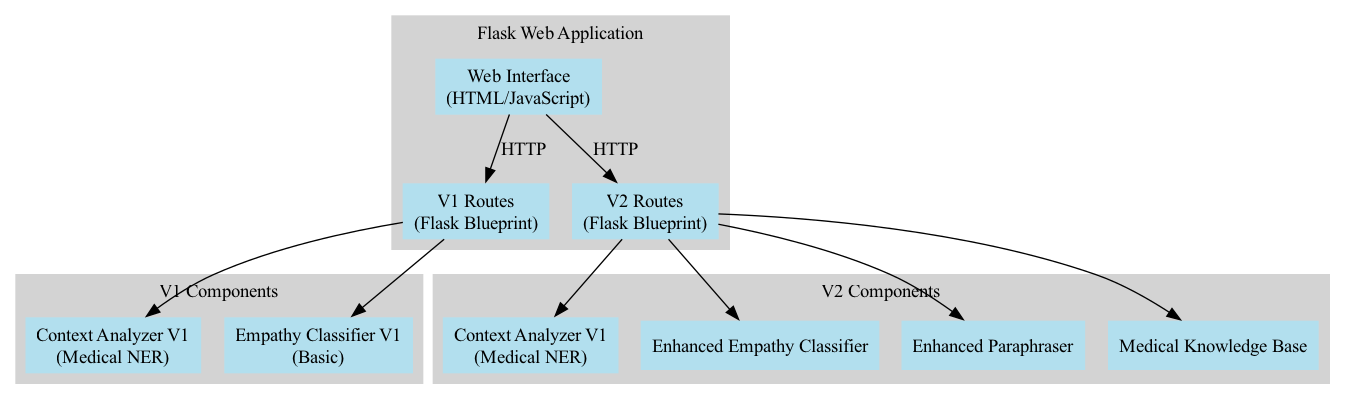 Flask Web Application
Web Interface
(HTML/JavaScript)
HTTP
HTTP
V1 Routes
(Flask Blueprint)
V2 Routes
(Flask Blueprint)
V1 Components
Context Analyzer V1
(Medical NER)
Empathy Classifier V1
(Basic)
V2 Components
Context Analyzer V1
(Medical NER)
Enhanced Empathy Classifier
Enhanced Paraphraser
Medical Knowledge Base